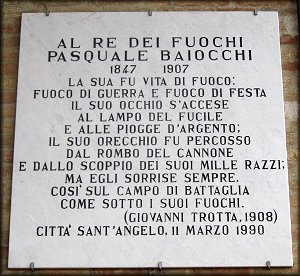 AL RE DEI FUOCHI
PASQUALE BAIOCCHI
1847 1907
LA SUA FU VITA DI FUOCO:
FUOCO DI GUERRA E FUOCO DI FESTA
IL SUO OCCHIO S'ACCESE
AL LAMPO DEL FUCILE
E ALLE PIOGGE D'ARGENTO;
IL SUO ORECCHIO FU PERCOSSO
DAL ROMBO DEL CANNONE
E DALLO SCOPPIO DEI SUOI MILLE RAZZI;
MA EGLI SORRISE SEMPRE,
COSI' SUL CAMPO DI BATTAGLIA
COME SOTTO I SUOI FUOCHI.
(GIOVANNI TROTTA, 1908)
CITTA' SANT'ANGELO, 11 MARZO 1990